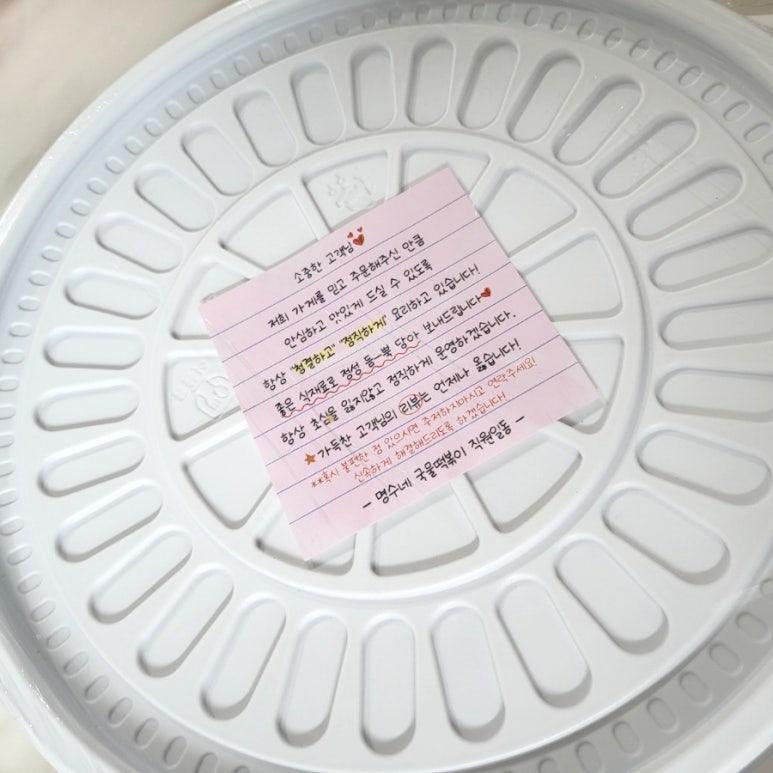 소중한 고객님
저희 가게를 믿고 주문해주신 만큼
안심하고 맛있게 드실 수 있도록
항상 "청결하고" "정직하게" 요리하고 있습니다!
좋은 식재료로 정성 듬-뿍 담아 보내드립니다
항상 초심을 잃지않고 정직하게 운영하겠습니다.
★ 가득찬 고객님의 리뷰는 언제나 옳습니다!
**혹시 불편한 점 있으시면 주저하지마시고 연락주세요!
신속하게 해결해드리도록 하겠습니다!
- 명수네 국물떡볶이 직원일동 -